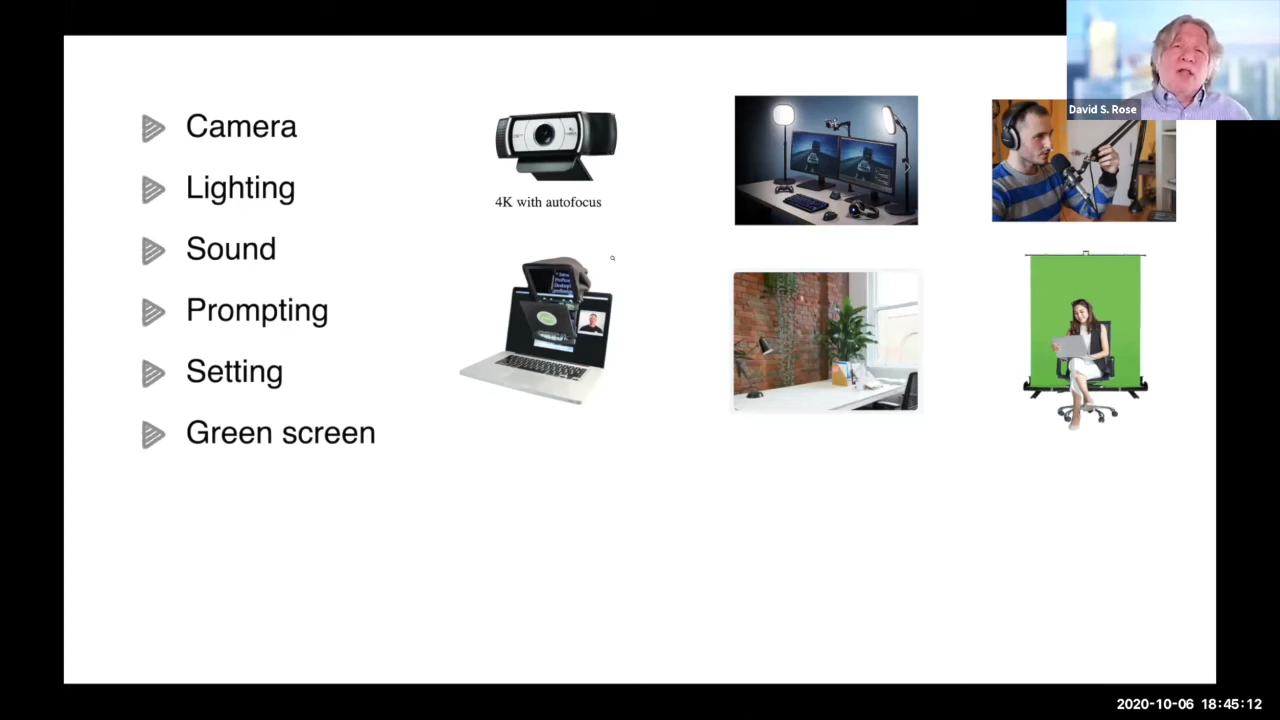 David S. Rose
Camera
Lighting
Sound
Prompting
Setting
Green screen
4K with autofocus
2020-10-06 18:45:12